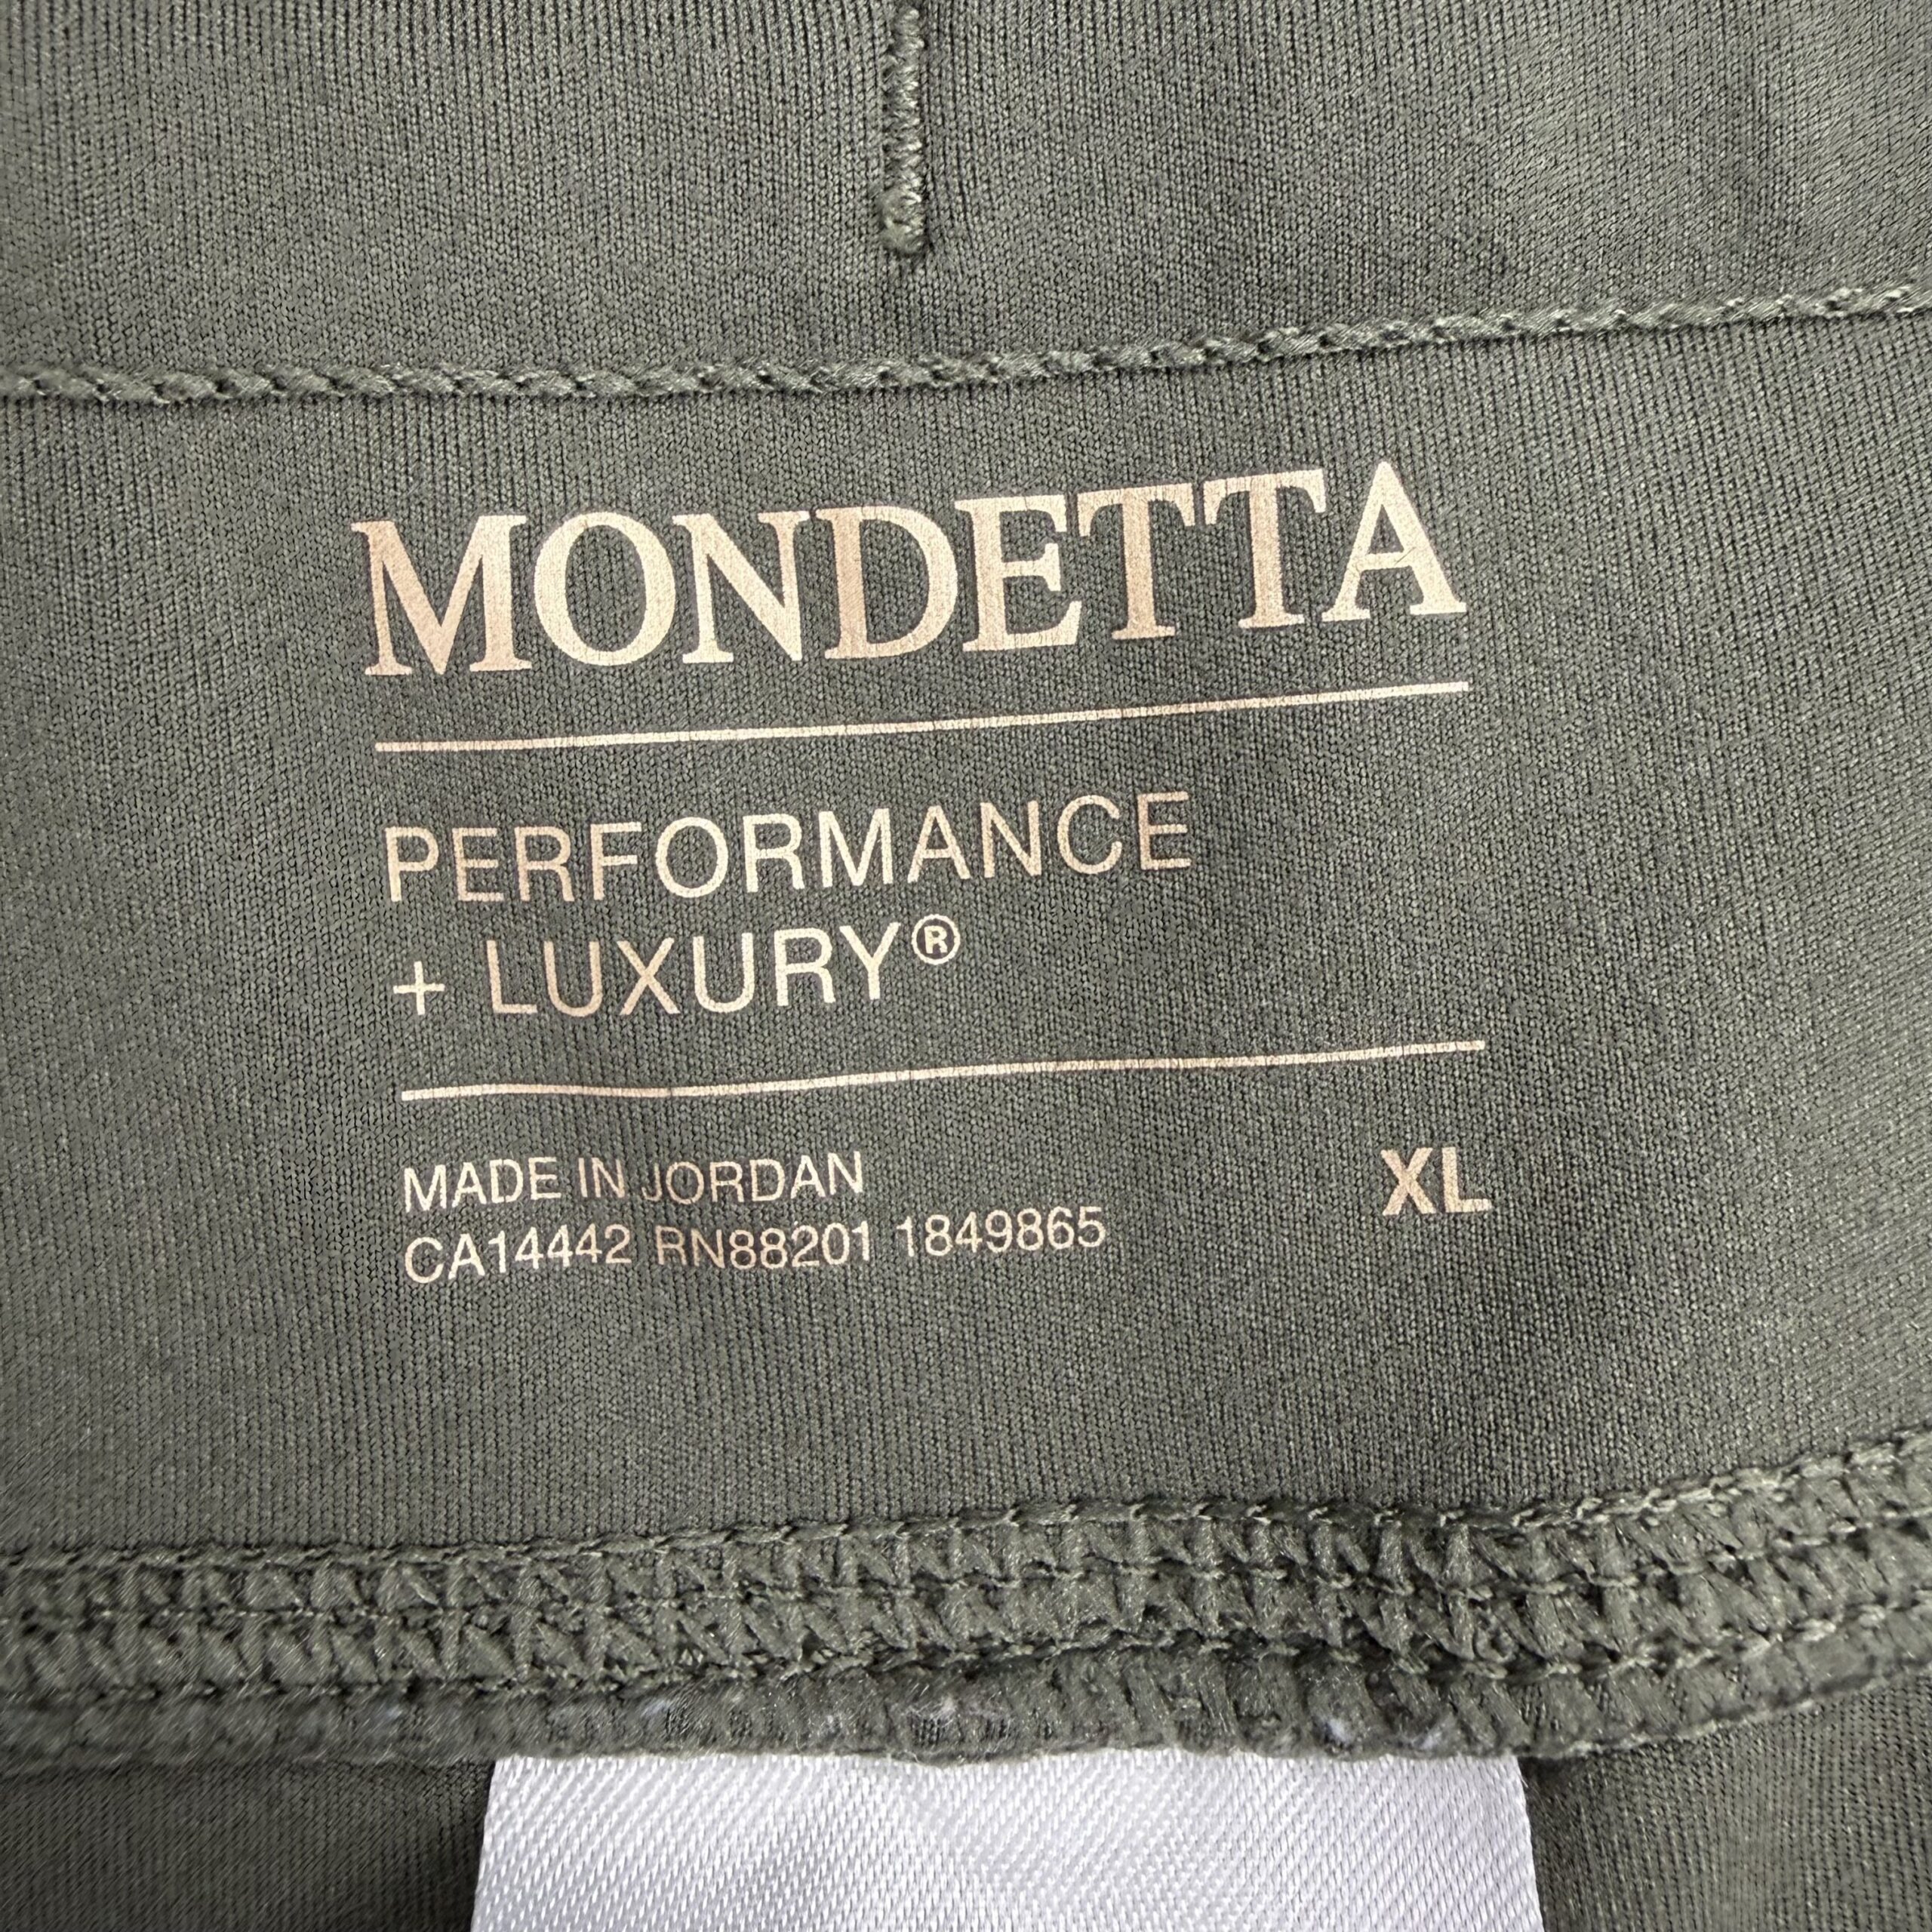 MONDETTA
PERFORMANCE
+ LUXURY®
MADE IN JORDAN
XL
CA14442 RN88201 1849865